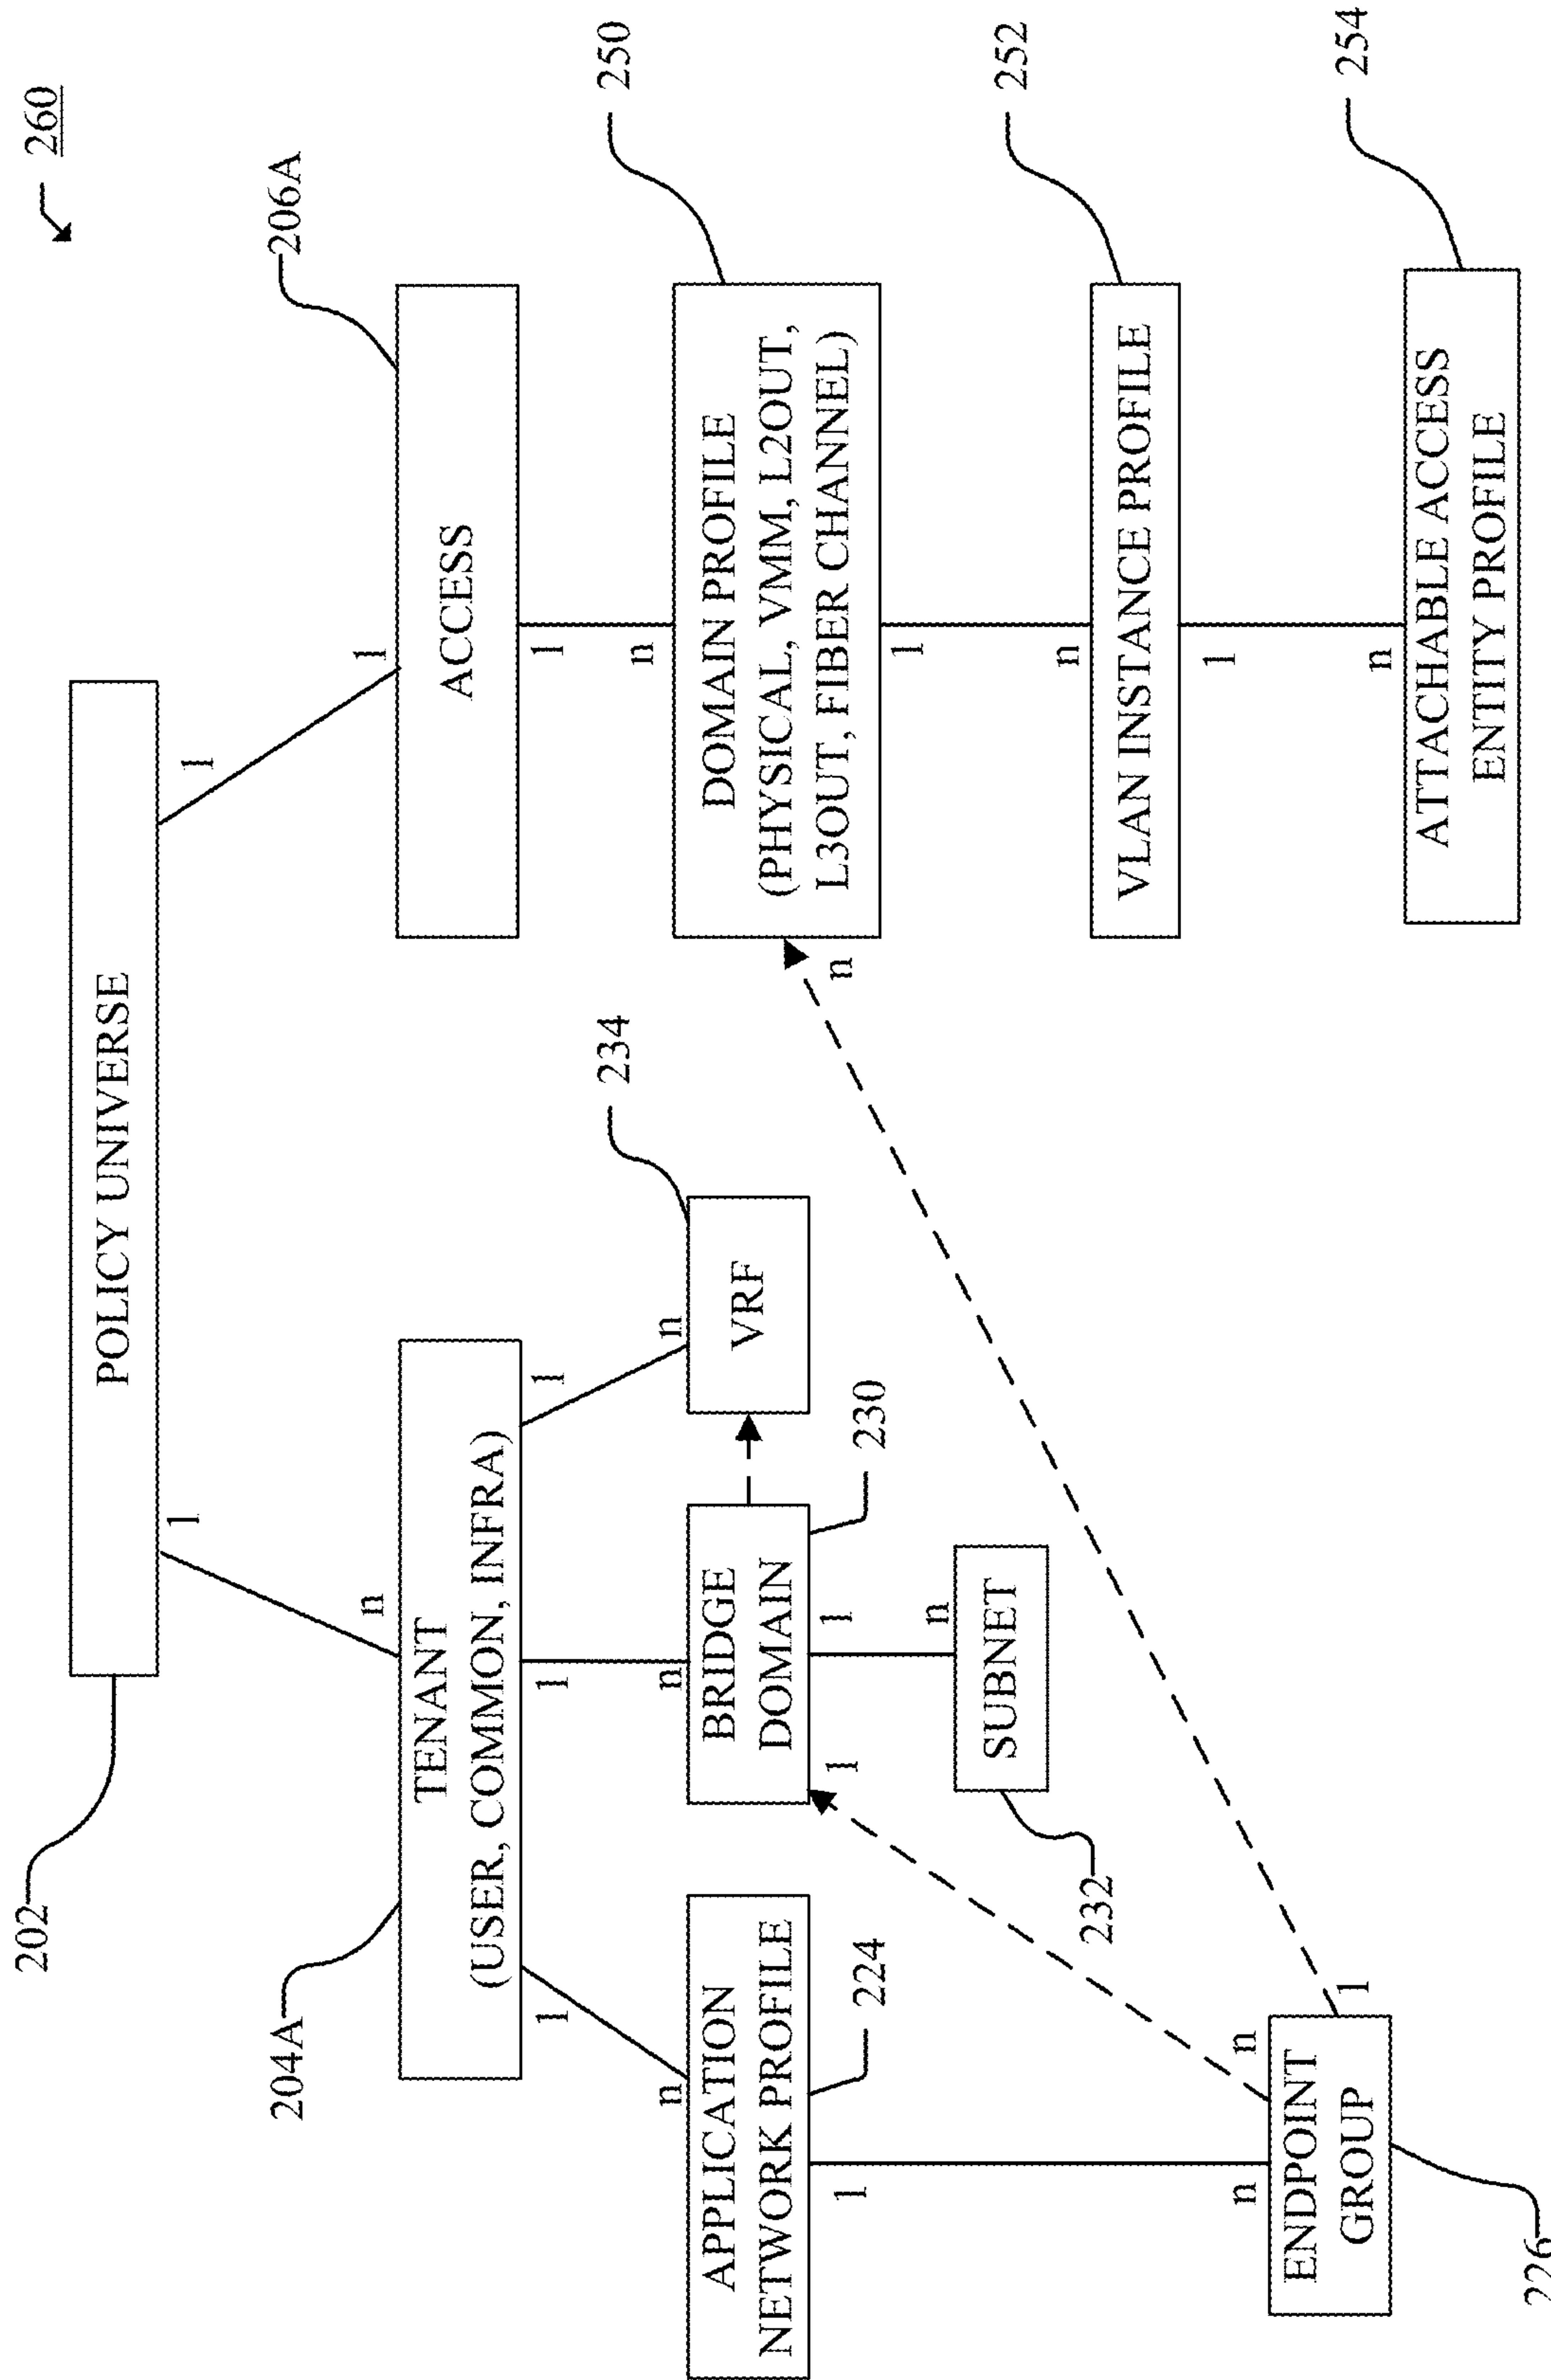 260
202
POLICY UNIVERSE
1
1
204A
n
1
206A
TENANT
(USER, COMMON, INFRA)
ACCESS
1
1
1
1
n
n
n
234
n
250
APPLICATION
NETWORK PROFILE
BRIDGE
DOMAIN
VRF
DOMAIN PROFILE
(PHYSICAL, VMM, L2OUT,
L3OUT, FIBER CHANNEL)
1
224
1
1
230
n
1
n
SUBNET
232
n
252
VLAN INSTANCE PROFILE
n
n
1
1
n
ENDPOINT
GROUP
226
254
ATTACHABLE ACCESS
ENTITY PROFILE